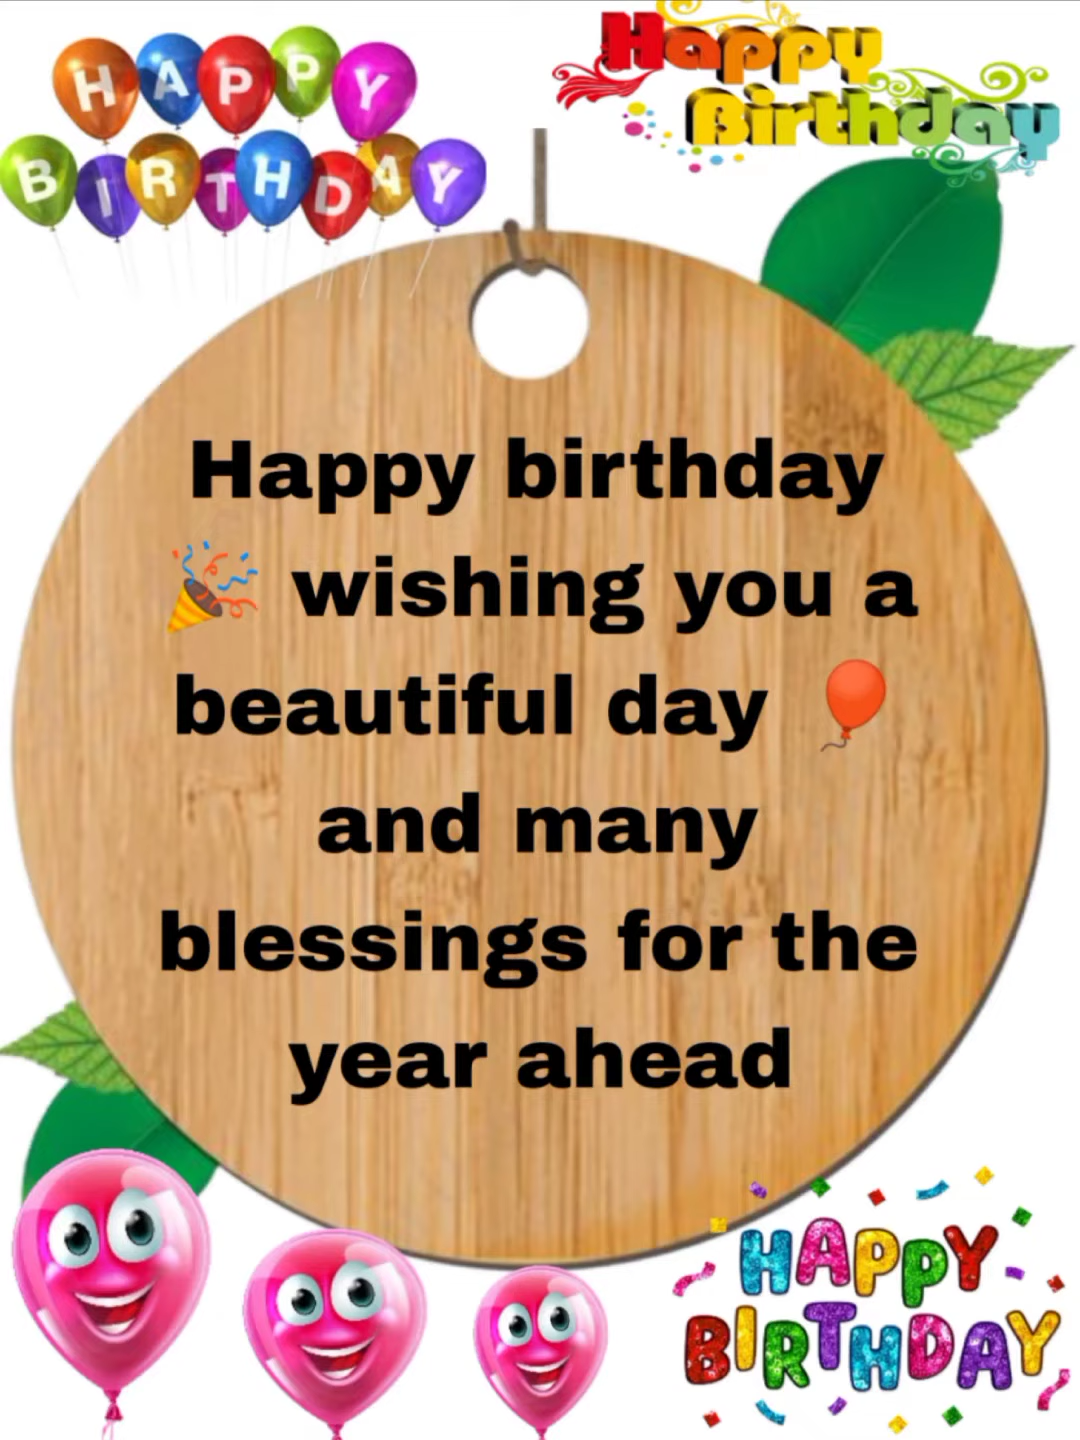 HAPPY
BIRTHDAY
Happy
Birthday
Happy birthday
🎉 wishing you a
beautiful day 🎈
and many
blessings for the
year ahead
HAPPY
BIRTHDAY